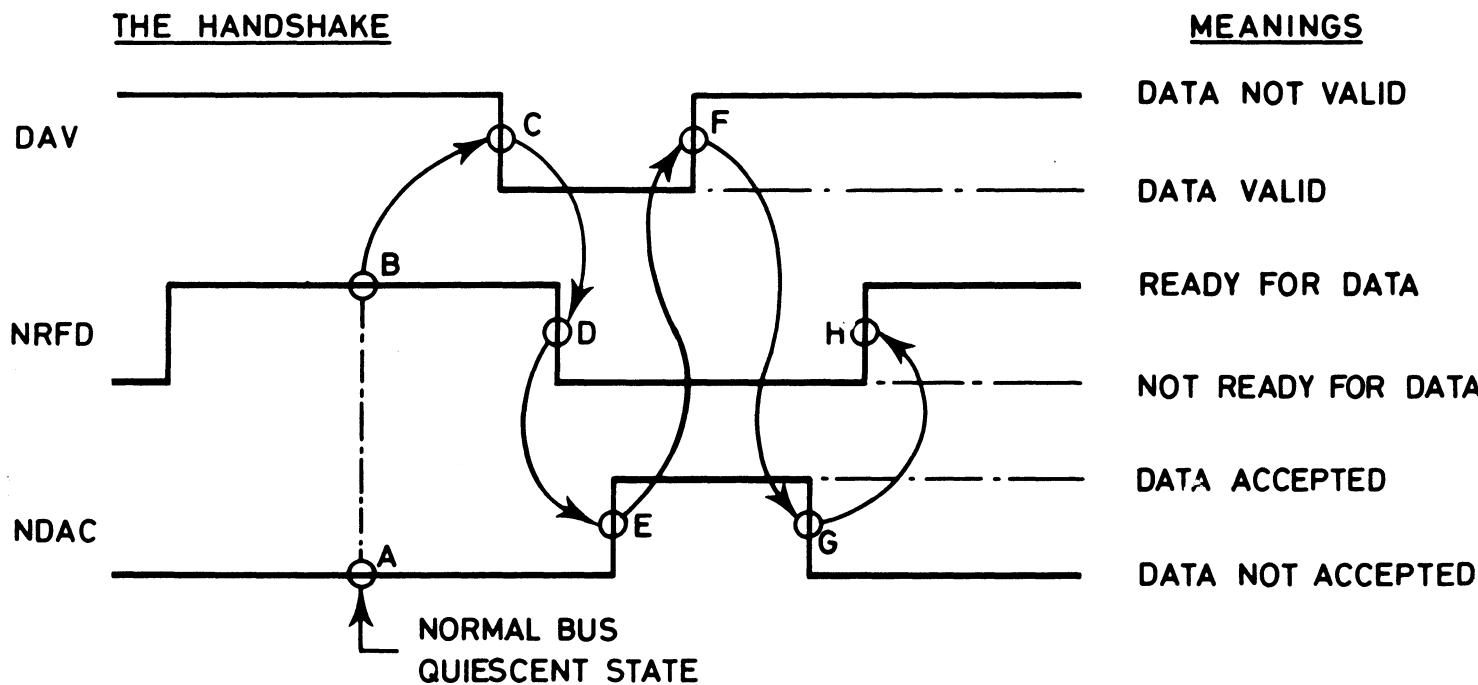 THE HANDSHAKE
MEANINGS
DATA NOT VALID
C
F
DAV
DATA VALID
B
READY FOR DATA
NRFD
D
H
NOT READY FOR DATA
DATA ACCEPTED
NDAC
E
G
A
DATA NOT ACCEPTED
NORMAL BUS
QUIESCENT STATE